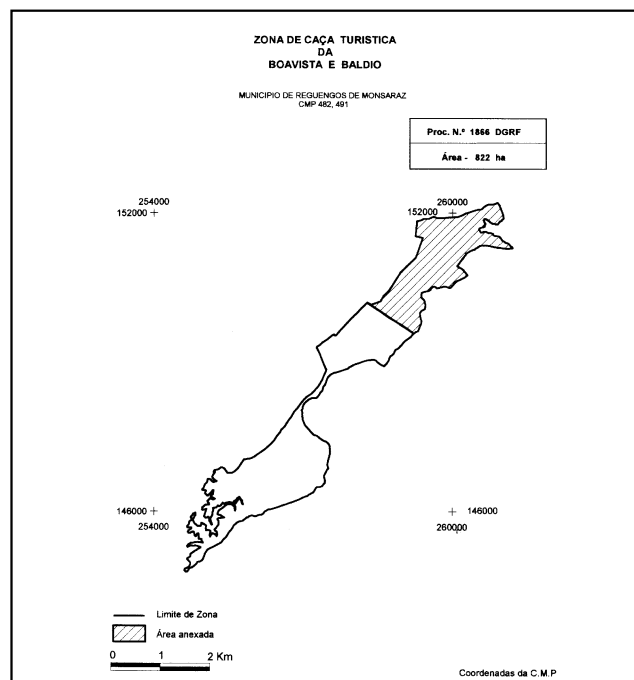 ZONA DE CAÇA TURISTICA
DA
BOAVISTA E BALDIO
MUNICIPIO DE REGUENGOS DE MONSARAZ
CMP 482, 491
Proc. N.º 1866 DGRF
Área - 822 ha
254000
152000
260000
152000
146000
254000
146000
260000
Limite de Zona
Área anexada
0 1 2 Km
Coordenadas da C.M.P